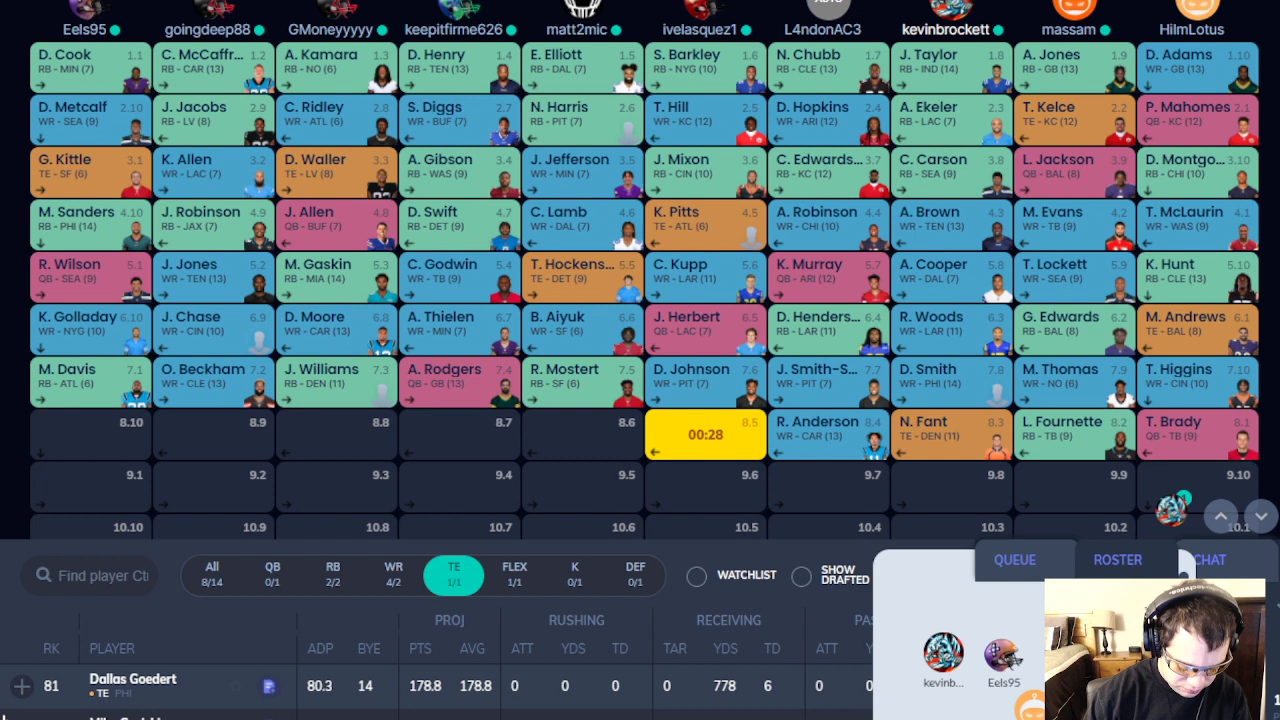 AUTO
Eels95 goingdeep88 GMoneyyyyy keepitfirme626 matt2mic ivelasquez1 L4ndonAC3 kevinbrockett massam HilmLotus
D. Cook 1.1 C. McCaffr... 1.2 A. Kamara 1.3 D. Henry 1.4 E. Elliott 1.5 S. Barkley 1.6 N. Chubb 1.7 J. Taylor 1.8 A. Jones 1.9 D. Adams 1.10
RB - MIN (7) RB - CAR (13) RB - NO (6) RB - TEN (13) RB - DAL (7) RB - NYG (10) RB - CLE (13) RB - IND (14) RB - GB (13) WR - GB (13)
D. Metcalf 2.10 J. Jacobs 2.9 C. Ridley 2.8 S. Diggs 2.7 N. Harris 2.6 T. Hill 2.5 D. Hopkins 2.4 A. Ekeler 2.3 T. Kelce 2.2 P. Mahomes 2.1
WR - SEA (9) RB - LV (8) WR - ATL (6) WR - BUF (7) RB - PIT (7) WR - KC (12) WR - ARI (12) RB - LAC (7) TE - KC (12) QB - KC (12)
G. Kittle 3.1 K. Allen 3.2 D. Waller 3.3 A. Gibson 3.4 J. Jefferson 3.5 J. Mixon 3.6 C. Edwards... 3.7 C. Carson 3.8 L. Jackson 3.9 D. Montgo... 3.10
TE - SF (6) WR - LAC (7) TE - LV (8) RB - WAS (9) WR - MIN (7) RB - CIN (10) RB - KC (12) RB - SEA (9) QB - BAL (8) RB - CHI (10)
M. Sanders 4.10 J. Robinson 4.9 J. Allen 4.8 D. Swift 4.7 C. Lamb 4.6 K. Pitts 4.5 A. Robinson 4.4 A. Brown 4.3 M. Evans 4.2 T. McLaurin 4.1
RB - PHI (14) RB - JAX (7) QB - BUF (7) RB - DET (9) WR - DAL (7) TE - ATL (6) WR - CHI (10) WR - TEN (13) WR - TB (9) WR - WAS (9)
R. Wilson 5.1 J. Jones 5.2 M. Gaskin 5.3 C. Godwin 5.4 T. Hockens... 5.5 C. Kupp 5.6 K. Murray 5.7 A. Cooper 5.8 T. Lockett 5.9 K. Hunt 5.10
QB - SEA (9) WR - TEN (13) RB - MIA (14) WR - TB (9) TE - DET (9) WR - LAR (11) QB - ARI (12) WR - DAL (7) WR - SEA (9) RB - CLE (13)
K. Golladay 6.10 J. Chase 6.9 D. Moore 6.8 A. Thielen 6.7 B. Aiyuk 6.6 J. Herbert 6.5 D. Henders... 6.4 R. Woods 6.3 G. Edwards 6.2 M. Andrews 6.1
WR - NYG (10) WR - CIN (10) WR - CAR (13) WR - MIN (7) WR - SF (6) QB - LAC (7) RB - LAR (11) WR - LAR (11) RB - BAL (8) TE - BAL (8)
M. Davis 7.1 O. Beckham 7.2 J. Williams 7.3 A. Rodgers 7.4 R. Mostert 7.5 D. Johnson 7.6 J. Smith-S... 7.7 D. Smith 7.8 M. Thomas 7.9 T. Higgins 7.10
RB - ATL (6) WR - CLE (13) RB - DEN (11) QB - GB (13) RB - SF (6) WR - PIT (7) WR - PIT (7) WR - PHI (14) WR - NO (6) WR - CIN (10)
8.10 8.9 8.8 8.7 8.6 00:28 8.5 R. Anderson 8.4 N. Fant 8.3 L. Fournette 8.2 T. Brady 8.1
WR - CAR (13) TE - DEN (11) RB - TB (9) QB - TB (9)
9.1 9.2 9.3 9.4 9.5 9.6 9.7 9.8 9.9 9.10
10.10 10.9 10.8 10.7 10.6 10.5 10.4 10.3 10.2 10.1
QUEUE ROSTER CHAT
Find player
All QB RB WR TE FLEX K DEF
8/14 0/1 2/2 4/2 1/1 1/1 0/1 0/1
WATCHLIST SHOW DRAFTED
PROJ RUSHING RECEIVING
RK PLAYER ADP BYE PTS AVG ATT YDS TD TAR YDS TD ATT
81 Dallas Goedert 80.3 14 178.8 178.8 0 0 0 0 778 6 0
TE PHI
kevinb... Eels95